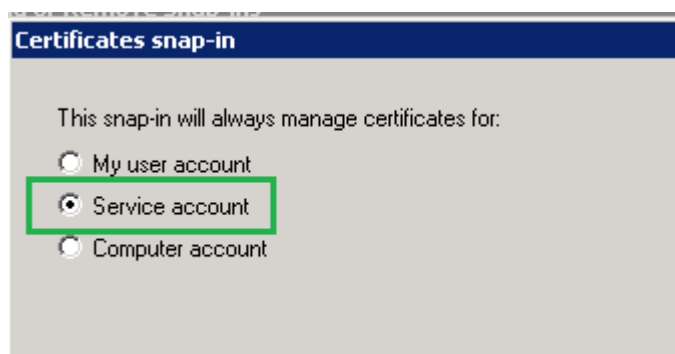 Certificates snap-in
This snap-in will always manage certificates for:
My user account
Service account
Computer account